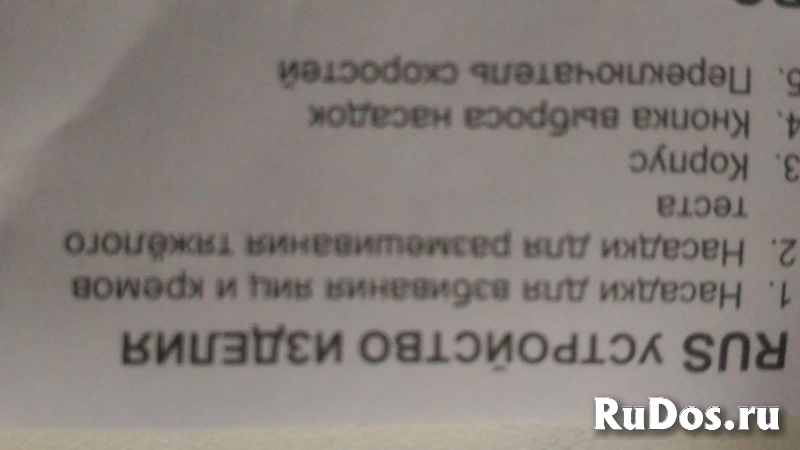 RUS УСТРОЙСТВО ИЗДЕЛИЯ
1. Насадки для взбивания яиц и кремов
2. Насадки для размешивания тяжёлого
теста
3. Корпус
4. Кнопка выброса насадок
5. Переключатель скоростей
RuDos.ru